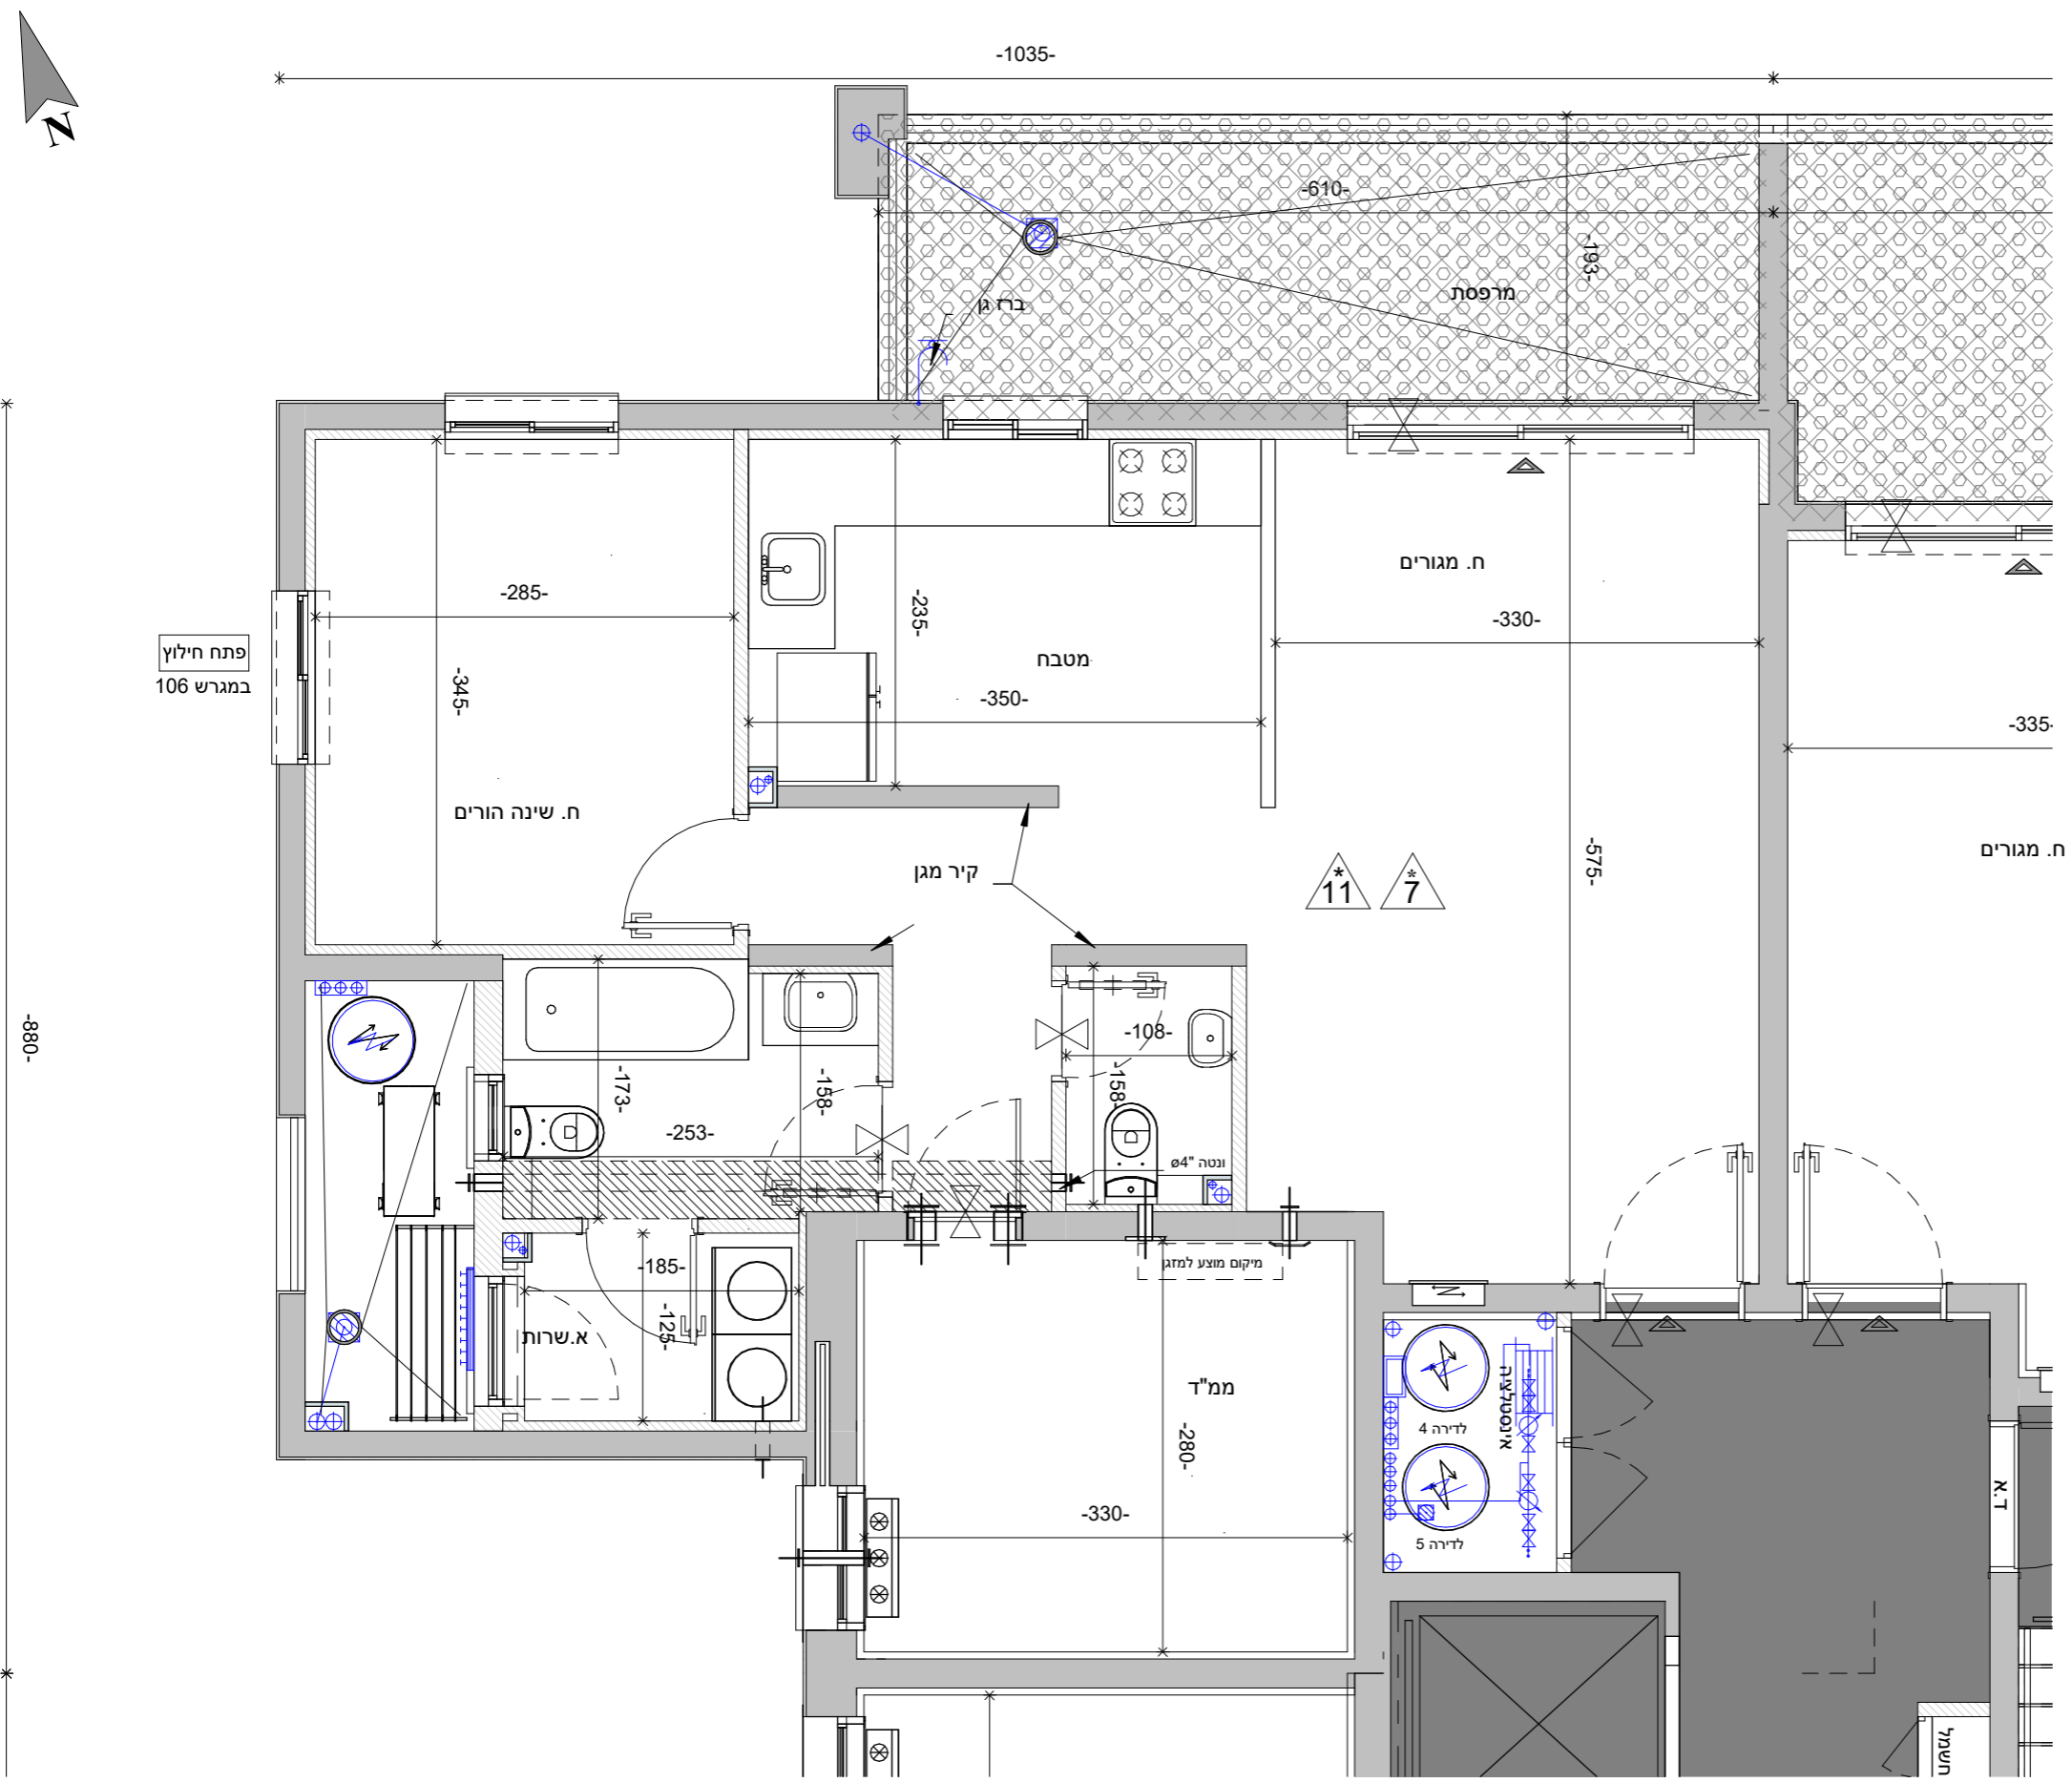 N
-1035-
-610-
-193-
מרפסת
ברז גן
-285-
-235-
ח. מגורים
-330-
פתח חילוץ
במגרש 106
-345-
מטבח
-350-
-335-
ח. שינה הורים
-575-
ח. מגורים
קיר מגן
*
11
*
7
-880-
-108-
-173-
-158-
-158-
-253-
ונטה "4ø
-185-
מיקום מוצע למזגן
-125-
א.שרות
ממ"ד
אינסטלציה
לדירה 4
-280-
-330-
לדירה 5
ד.א
חשמל